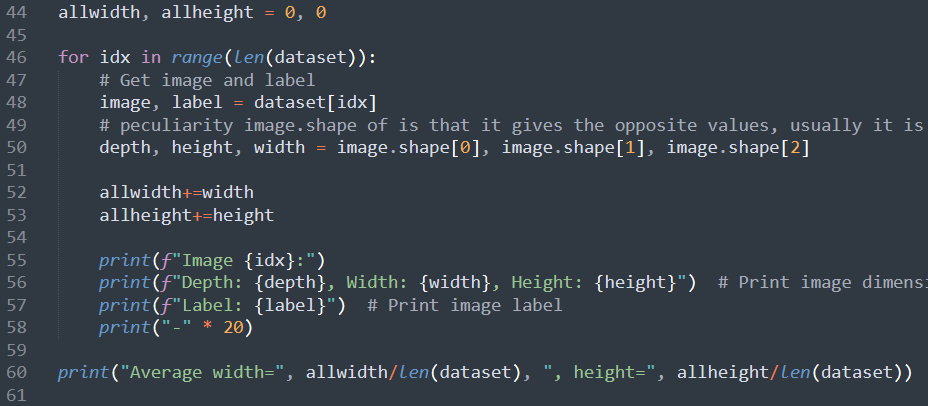 44 allwidth, allheight = 0, 0
45
46 for idx in range(len(dataset)):
47     # Get image and label
48     image, label = dataset[idx]
49     # peculiarity image.shape of is that it gives the opposite values, usually it is
50     depth, height, width = image.shape[0], image.shape[1], image.shape[2]
51
52     allwidth+=width
53     allheight+=height
54
55     print(f"Image {idx}:")
56     print(f"Depth: {depth}, Width: {width}, Height: {height}")  # Print image dimensi
57     print(f"Label: {label}")  # Print image label
58     print("-" * 20)
59
60 print("Average width=", allwidth/len(dataset), ", height=", allheight/len(dataset))
61